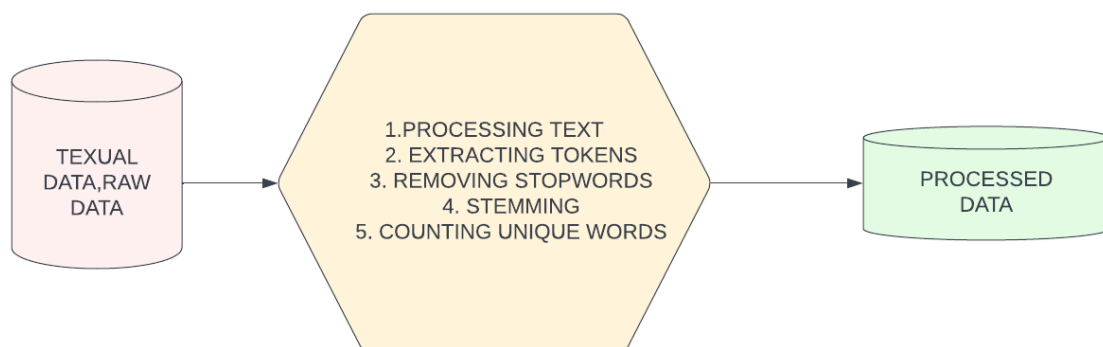 TEXUAL
DATA,RAW
DATA
1.PROCESSING TEXT
2. EXTRACTING TOKENS
3. REMOVING STOPWORDS
4. STEMMING
5. COUNTING UNIQUE WORDS
PROCESSED
DATA